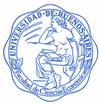 UNIVERSIDAD DE BUENOS AIRES
Facultad de Ciencias Económicas